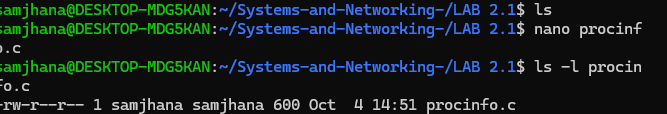 samjhana@DESKTOP-MDG5KAN:~/Systems-and-Networking-/LAB 2.1$ ls
samjhana@DESKTOP-MDG5KAN:~/Systems-and-Networking-/LAB 2.1$ nano procinf
o.c
samjhana@DESKTOP-MDG5KAN:~/Systems-and-Networking-/LAB 2.1$ ls -l procin
fo.c
-rw-r--r-- 1 samjhana samjhana 600 Oct  4 14:51 procinfo.c